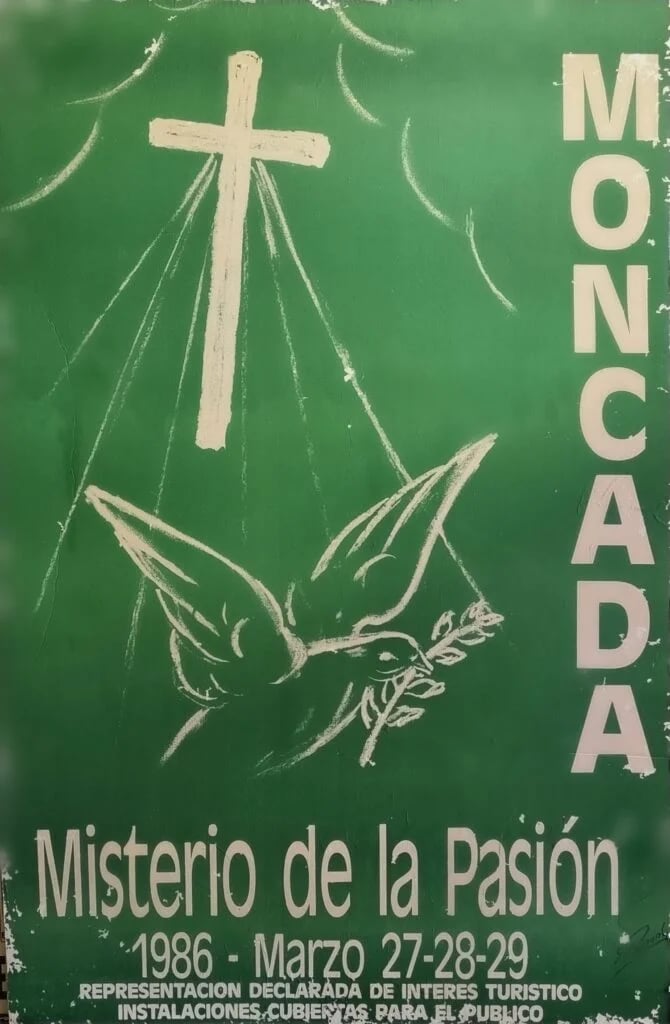 MONCADA
Misterio de la Pasión
1986 - Marzo 27-28-29
REPRESENTACION DECLARADA DE INTERES TURISTICO
INSTALACIONES CUBIERTAS PARA EL PUBLICO